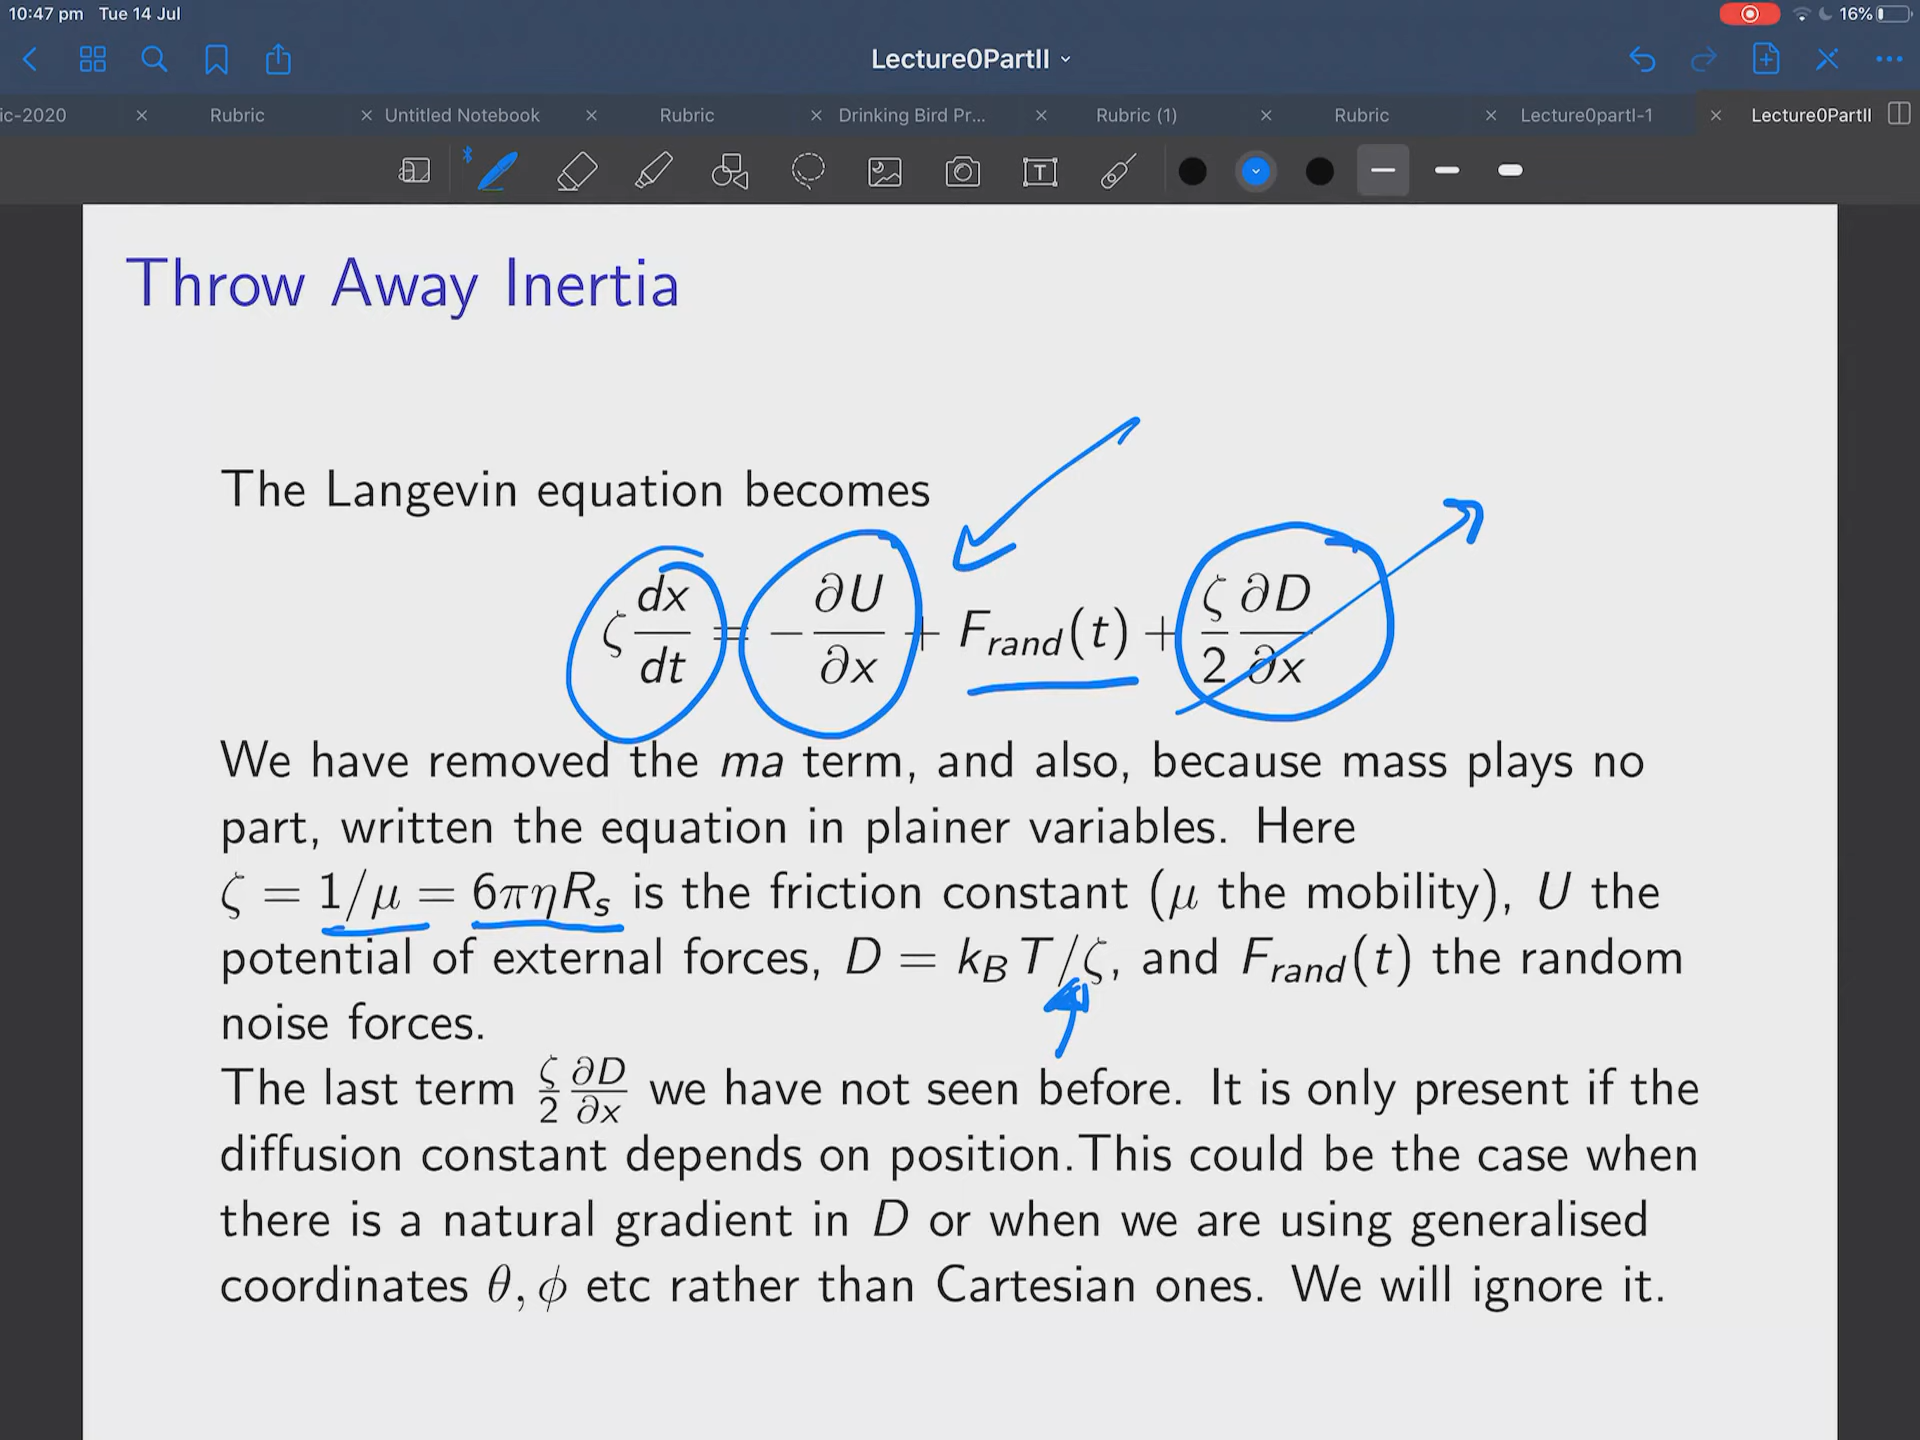 10:47 pm Tue 14 Jul 16%
Lecture0PartII
ic-2020 Rubric Untitled Notebook Rubric Drinking Bird Pr... Rubric (1) Rubric Lecture0partI-1 Lecture0PartII
T
Throw Away Inertia
The Langevin equation becomes
ζ dx/dt = − ∂U/∂x + F_rand(t) + ζ/2 ∂D/∂x
We have removed the ma term, and also, because mass plays no
part, written the equation in plainer variables. Here
ζ = 1/μ = 6πηR_s is the friction constant (μ the mobility), U the
potential of external forces, D = k_B T/ζ, and F_rand(t) the random
noise forces.
The last term ζ/2 ∂D/∂x we have not seen before. It is only present if the
diffusion constant depends on position.This could be the case when
there is a natural gradient in D or when we are using generalised
coordinates θ, ϕ etc rather than Cartesian ones. We will ignore it.